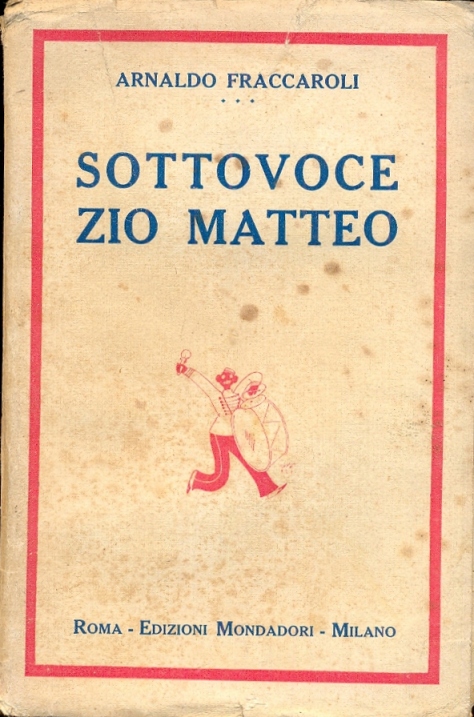 ARNALDO FRACCAROLI
• • •
SOTTOVOCE
ZIO MATTEO
ROMA - EDIZIONI MONDADORI - MILANO